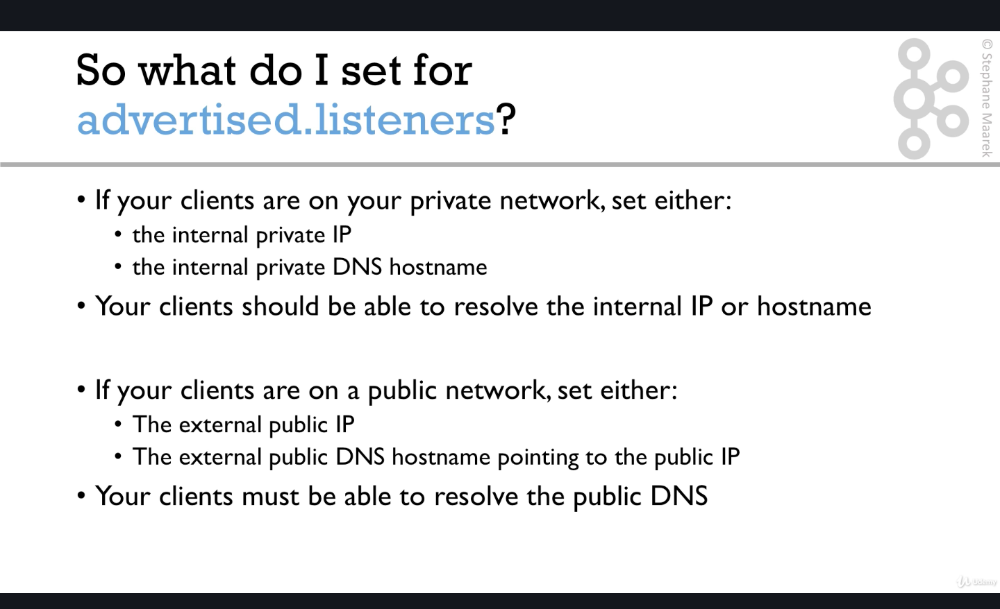 So what do I set for
advertised.listeners?
© Stephane Maarek
• If your clients are on your private network, set either:
• the internal private IP
• the internal private DNS hostname
• Your clients should be able to resolve the internal IP or hostname
• If your clients are on a public network, set either:
• The external public IP
• The external public DNS hostname pointing to the public IP
• Your clients must be able to resolve the public DNS
Udemy